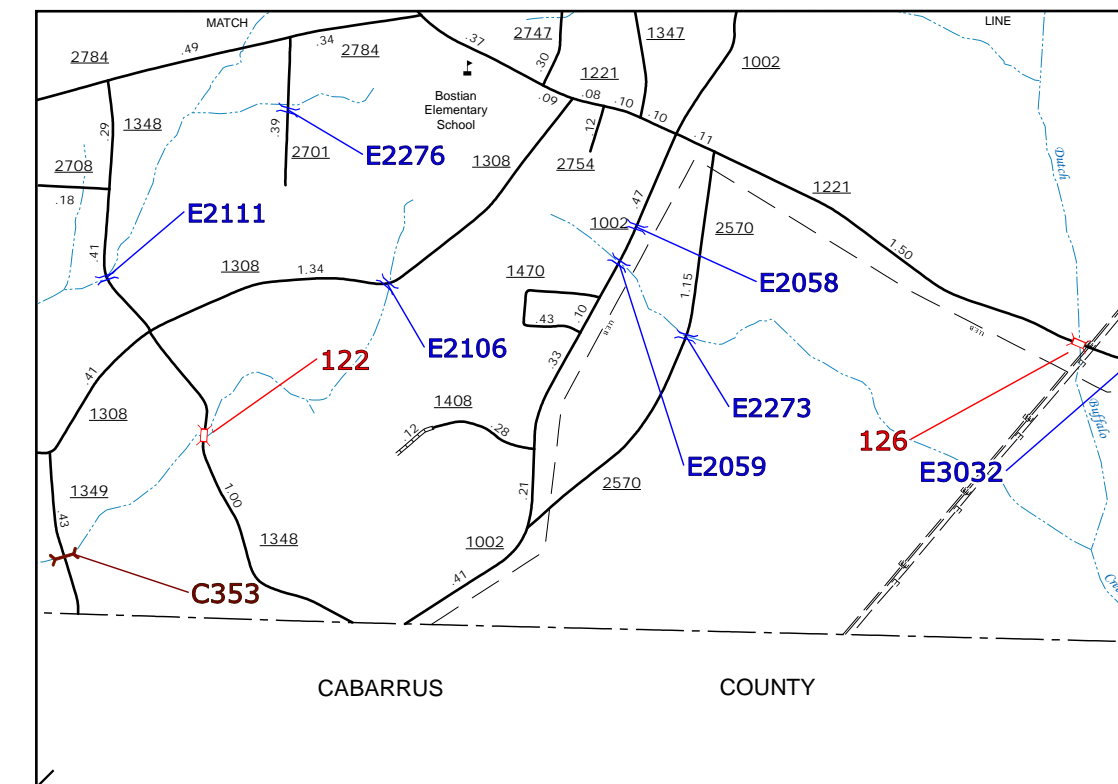 MATCH
LINE
2784
.49
.34
2784
.37
2747
.30
1347
1002
1221
.08
.09
.10
.10
.11
Bostian
Elementary
School
.29
1348
.39
2701
E2276
1308
.12
2754
2708
.18
E2111
.41
.47
1002
2570
1221
Dutch
1.50
1308
1.34
1470
E2058
1.15
.43
.10
UEB
UEB
E2106
.33
122
.41
1308
1408
.12
.28
E2273
126
Buffalo
E3032
E2059
1349
.43
1.00
1348
.21
2570
1002
.41
C353
CABARRUS
COUNTY